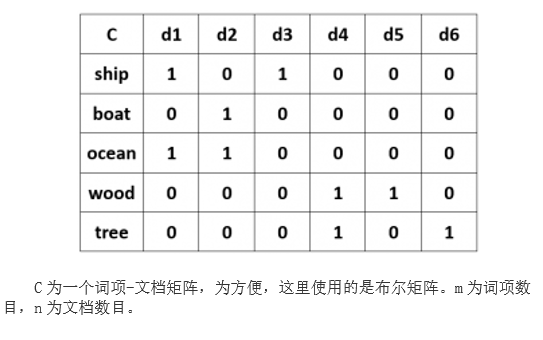 C d1 d2 d3 d4 d5 d6
ship 1 0 1 0 0 0
boat 0 1 0 0 0 0
ocean 1 1 0 0 0 0
wood 0 0 0 1 1 0
tree 0 0 0 1 0 1
C 为一个词项-文档矩阵，为方便，这里使用的是布尔矩阵。m 为词项数
目，n 为文档数目。